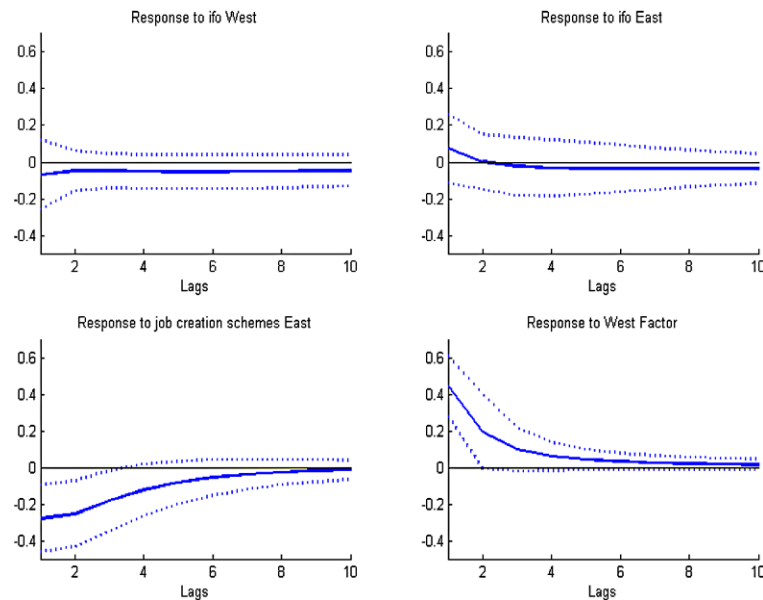 Response to ifo West
0.6
0.4
0.2
0
-0.2
-0.4
2 4 6 8 10
Lags
Response to ifo East
0.6
0.4
0.2
0
-0.2
-0.4
2 4 6 8 10
Lags
Response to job creation schemes East
0.6
0.4
0.2
0
-0.2
-0.4
2 4 6 8 10
Lags
Response to West Factor
0.6
0.4
0.2
0
-0.2
-0.4
2 4 6 8 10
Lags